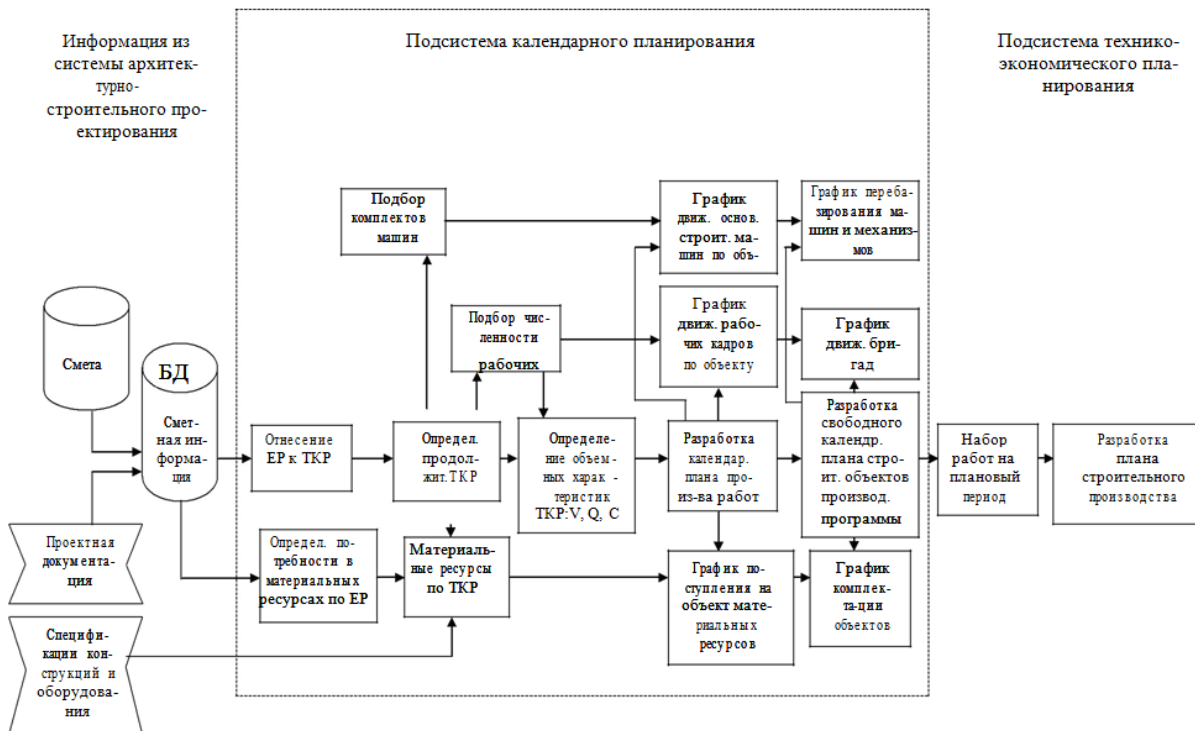 Информация из
системы архитек-
турно-
строительного про-
ектирования
Подсистема календарного планирования
Подсистема технико-
экономического пла-
нирования
Подбор
комплектов
машин
График
движ. основ.
строит. ма-
шин по объ-
График переба-
зирования ма-
шин и механиз-
мов
Подбор чис-
ленности
рабочих
График
движ. рабо-
чих кадров
по объекту
График
движ. бри-
гад
Смета
БД
Смет-
ная ин-
форма-
ция
Отнесение
ЕР к ТКР
Определ.
продол-
жит.ТКР
Определе-
ние объем-
ных харак -
теристик
ТКР:V, Q, C
Разработка
календар.
плана про-
из-ва работ
Разработка
свободного
календр.
плана строи-
ит. объектов
производ.
программы
Набор
работ на
плановый
период
Разработка
плана
строительного
производства
Проектная
документа-
ция
Определ. по-
требности в
материальных
ресурсах по ЕР
Материаль-
ные ресурсы
по ТКР
График по-
ступления на
объект мате-
риальных
ресурсов
График
комплек-
та-ции
объектов
Специфи-
кации кон-
струкций и
оборудова-
ния